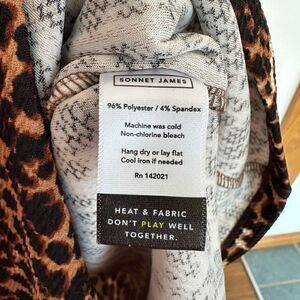 SONNET JAMES
96% Polyester / 4% Spandex
Machine was cold
Non-chlorine bleach
Hang dry or lay flat
Cool iron if needed
Rn 142021
HEAT & FABRIC
DON'T PLAY WELL
TOGETHER.